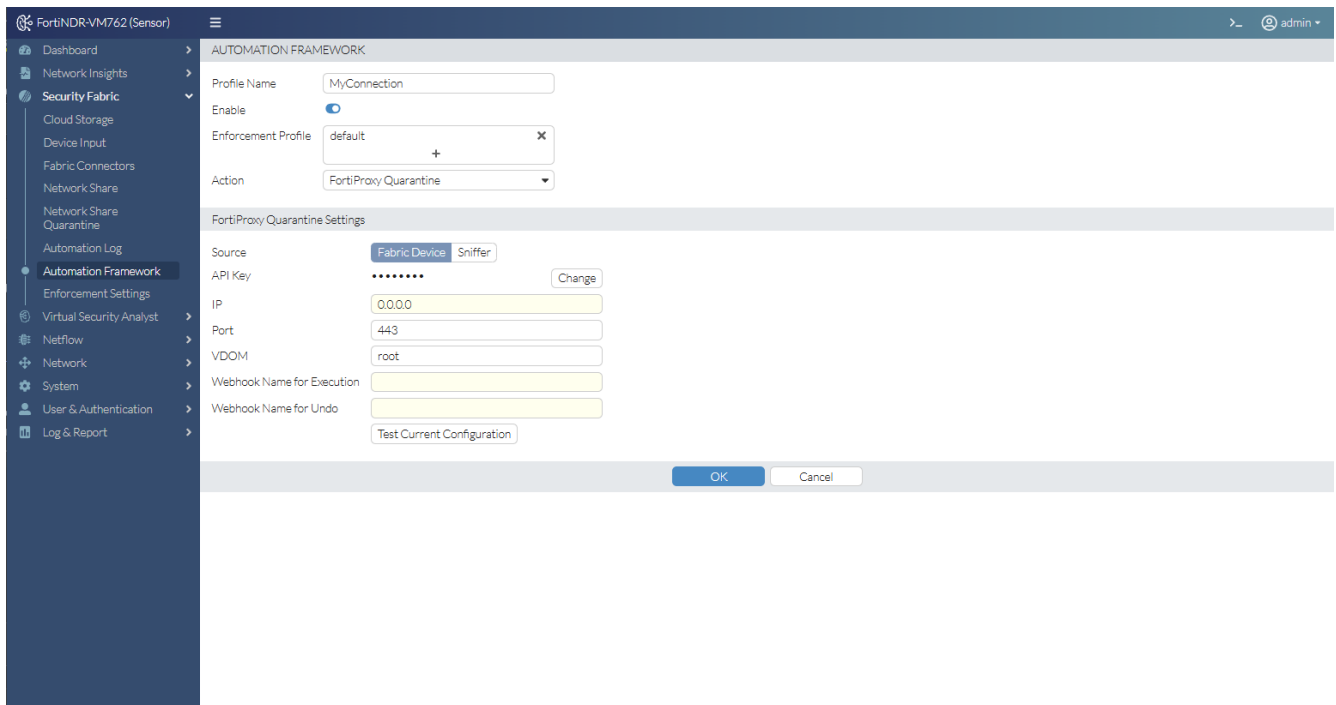 FortiNDR-VM762 (Sensor)
>_ admin
Dashboard
Network Insights
Security Fabric
Cloud Storage
Device Input
Fabric Connectors
Network Share
Network Share
Quarantine
Automation Log
Automation Framework
Enforcement Settings
Virtual Security Analyst
Netflow
Network
System
User & Authentication
Log & Report
AUTOMATION FRAMEWORK
Profile Name MyConnection
Enable
Enforcement Profile default
Action FortiProxy Quarantine
FortiProxy Quarantine Settings
Source Fabric Device Sniffer
API Key •••••••• Change
IP 0.0.0.0
Port 443
VDOM root
Webhook Name for Execution
Webhook Name for Undo
Test Current Configuration
OK Cancel